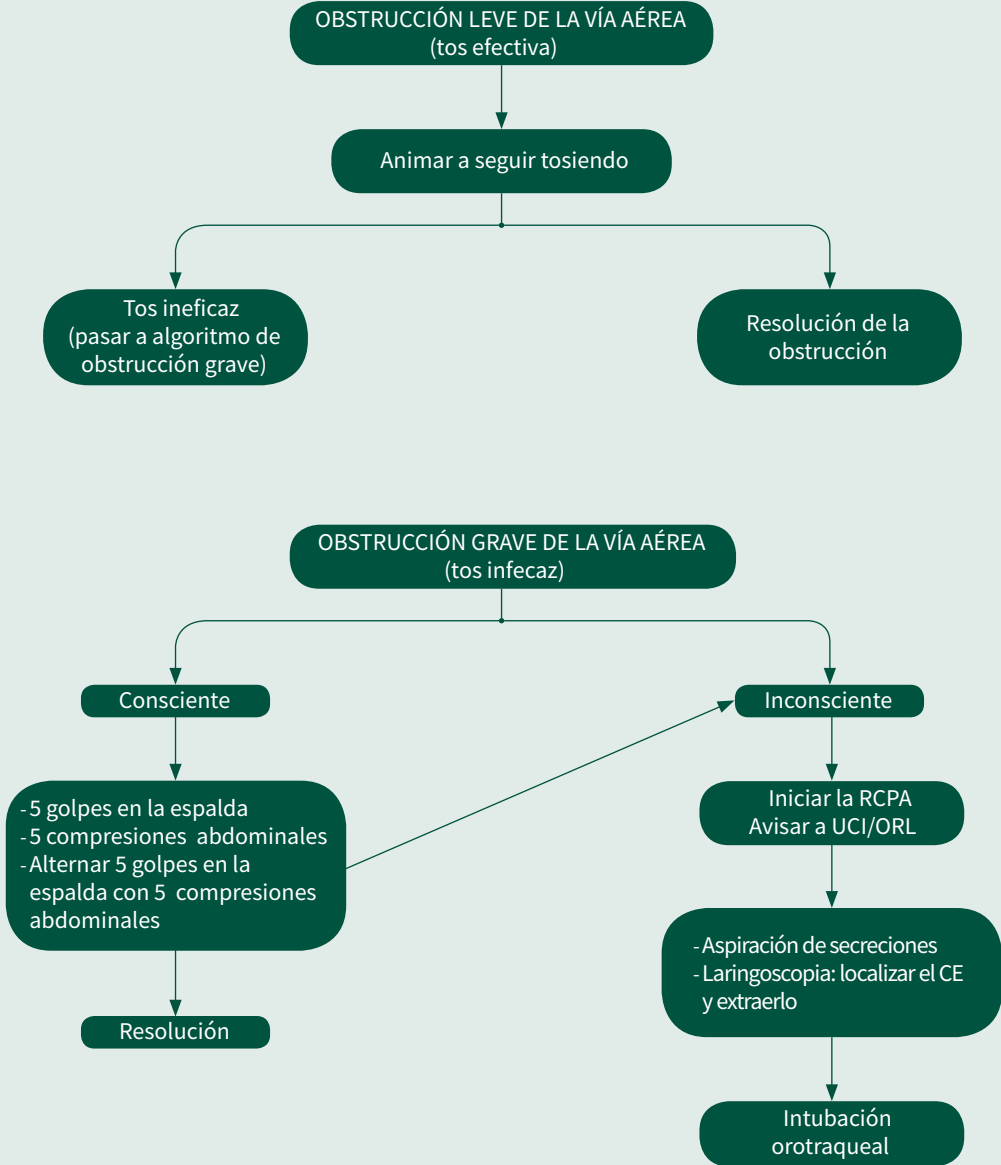 OBSTRUCCIÓN LEVE DE LA VÍA AÉREA
(tos efectiva)
Animar a seguir tosiendo
Tos ineficaz
(pasar a algoritmo de
obstrucción grave)
Resolución de la
obstrucción
OBSTRUCCIÓN GRAVE DE LA VÍA AÉREA
(tos infecaz)
Consciente
Inconsciente
- 5 golpes en la espalda
- 5 compresiones abdominales
- Alternar 5 golpes en la
espalda con 5 compresiones
abdominales
Iniciar la RCPA
Avisar a UCI/ORL
- Aspiración de secreciones
- Laringoscopia: localizar el CE
y extraerlo
Resolución
Intubación
orotraqueal